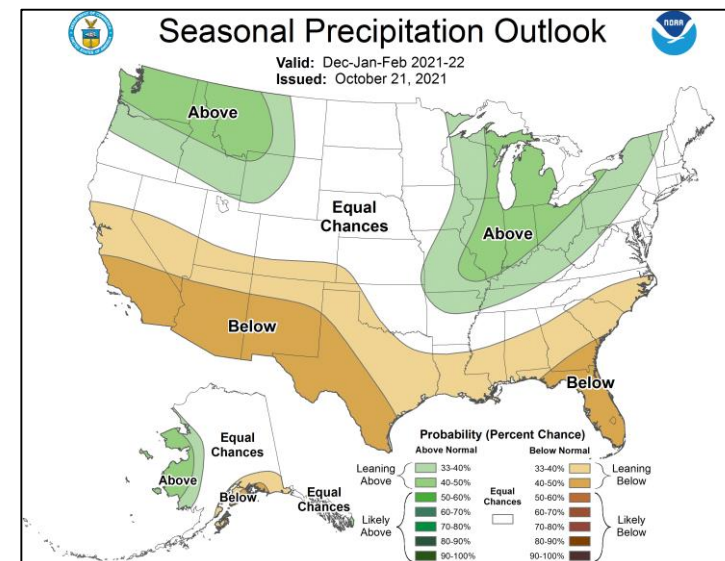 Seasonal Precipitation Outlook
NOAA
Valid: Dec-Jan-Feb 2021-22
Issued: October 21, 2021
Above
Equal
Chances
Above
Below
Below
Equal
Chances
Above
Below
Equal
Chances
Probability (Percent Chance)
Above Normal
Below Normal
Leaning
Above
33-40%
40-50%
Likely
Above
50-60%
60-70%
70-80%
80-90%
90-100%
Equal
Chances
33-40%
40-50%
Leaning
Below
50-60%
60-70%
70-80%
80-90%
90-100%
Likely
Below